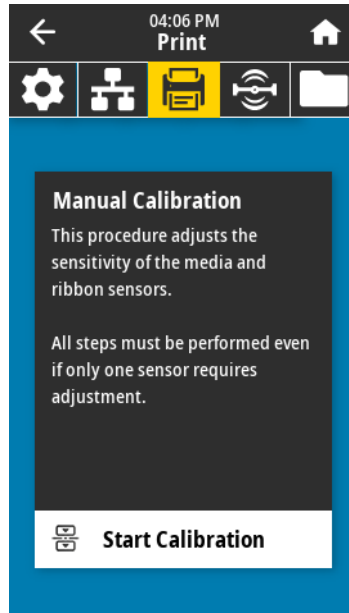 04:06 PM
Print
Manual Calibration
This procedure adjusts the
sensitivity of the media and
ribbon sensors.
All steps must be performed even
if only one sensor requires
adjustment.
Start Calibration